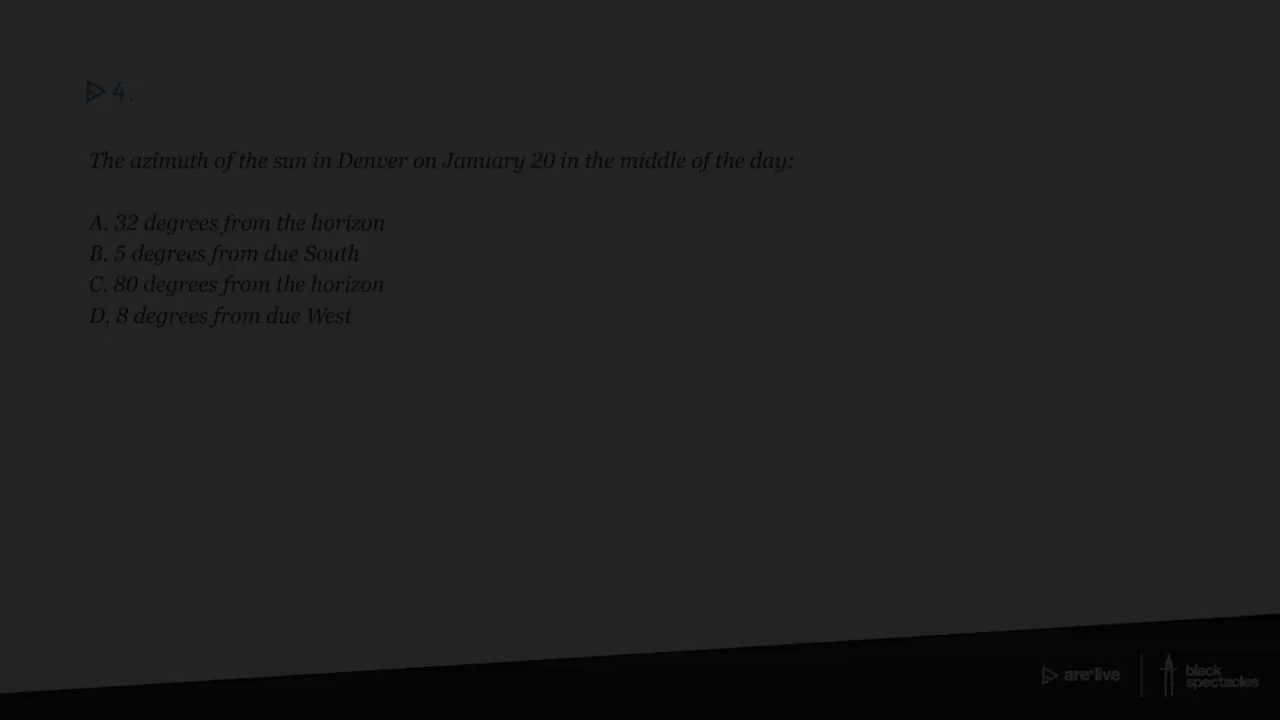 4.
The azimuth of the sun in Denver on January 20 in the middle of the day:
A. 32 degrees from the horizon
B. 5 degrees from due South
C. 80 degrees from the horizon
D. 8 degrees from due West
are live
black
spectacles